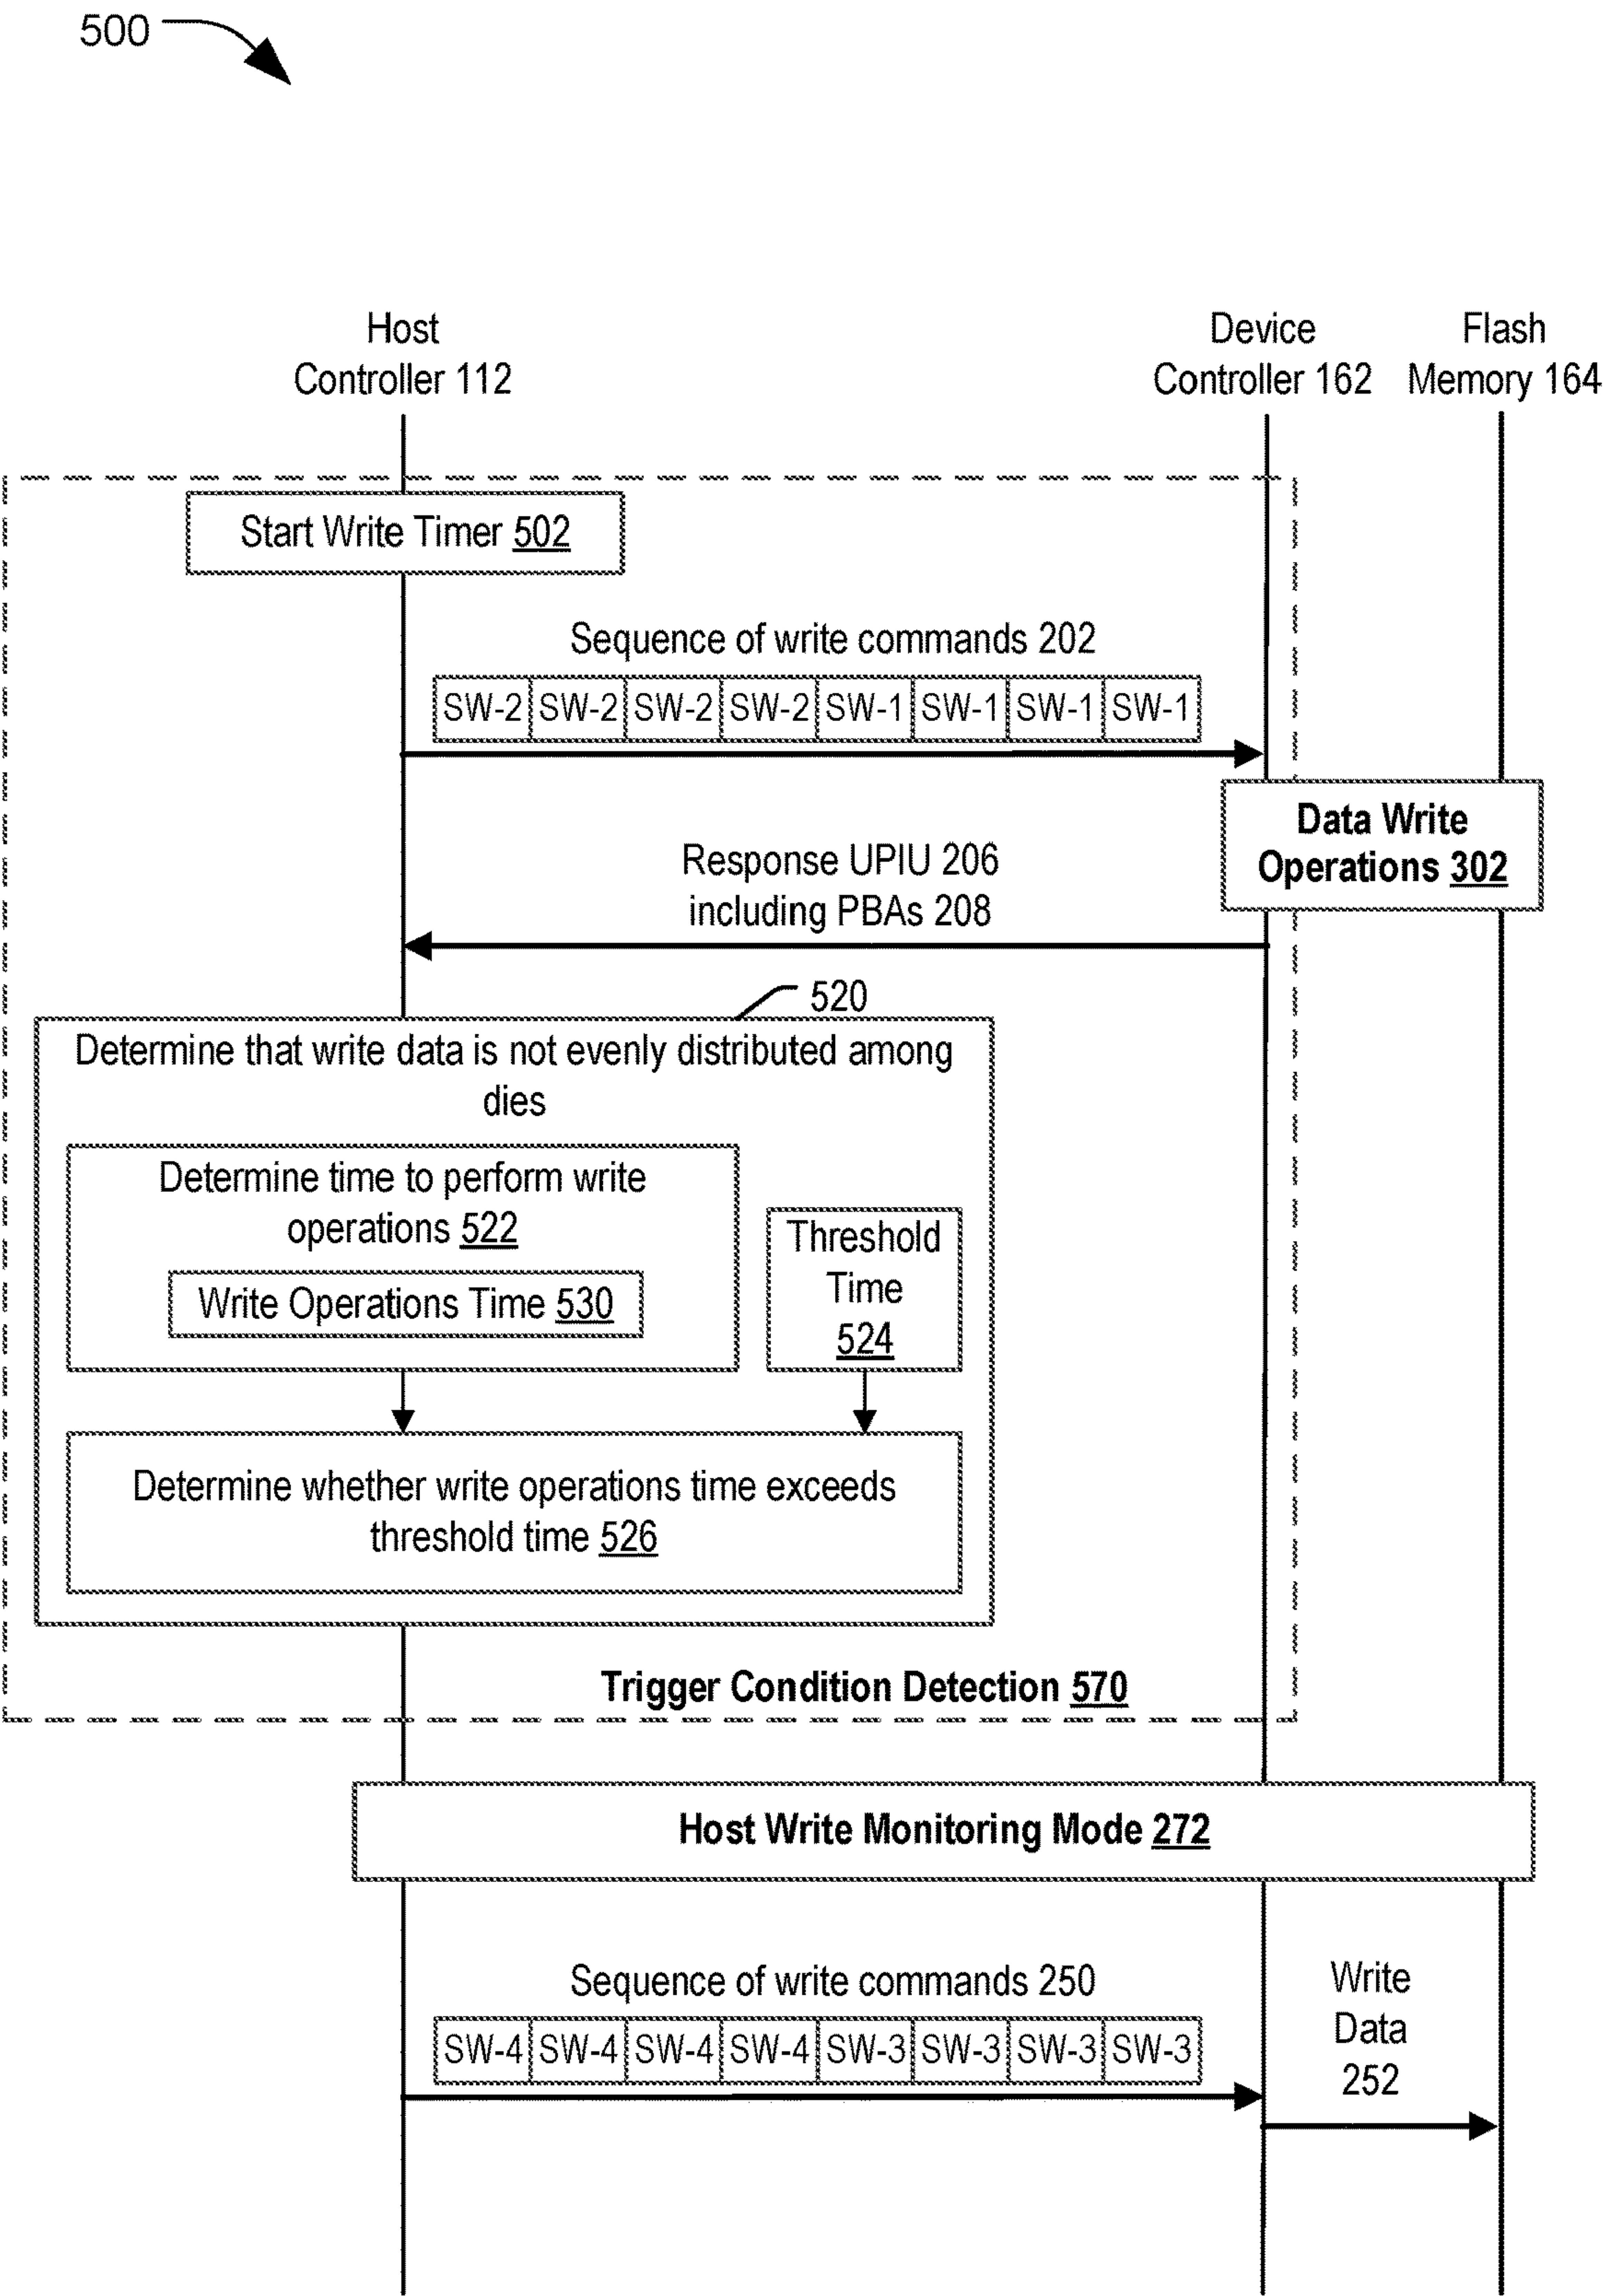 500
Host
Controller 112
Device
Controller 162
Flash
Memory 164
Start Write Timer 502
Sequence of write commands 202
SW-2 SW-2 SW-2 SW-2 SW-1 SW-1 SW-1 SW-1
Data Write
Operations 302
Response UPIU 206
including PBAs 208
520
Determine that write data is not evenly distributed among
dies
Determine time to perform write
operations 522
Write Operations Time 530
Threshold
Time
524
Determine whether write operations time exceeds
threshold time 526
Trigger Condition Detection 570
Host Write Monitoring Mode 272
Sequence of write commands 250
SW-4 SW-4 SW-4 SW-4 SW-3 SW-3 SW-3 SW-3
Write
Data
252